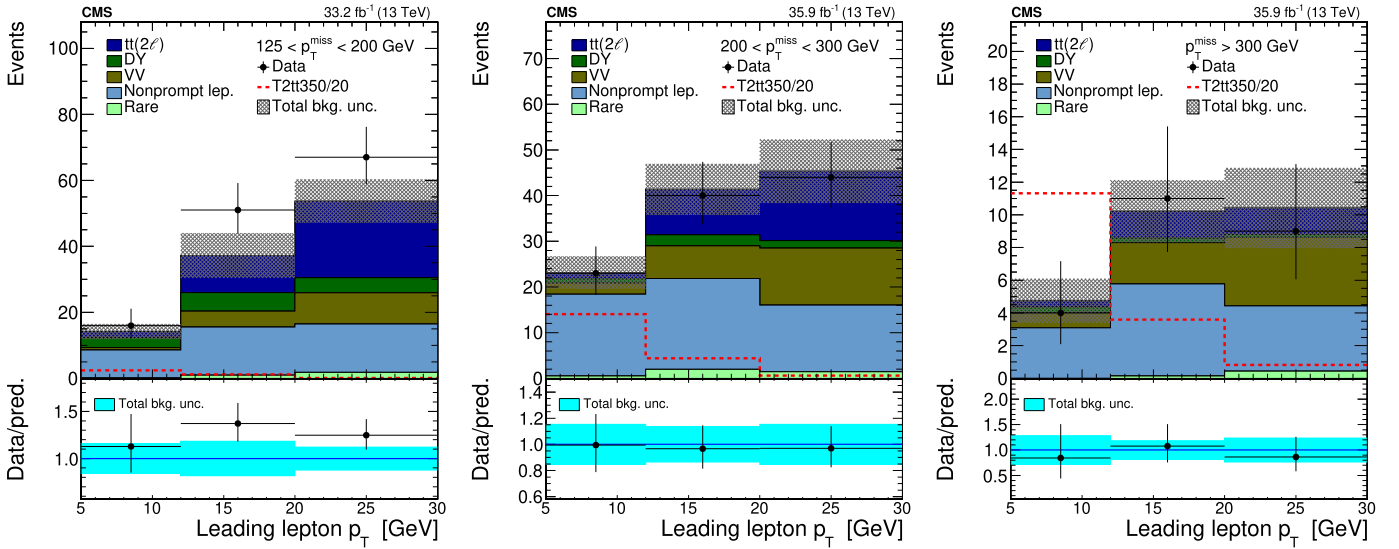 CMS 33.2 fb⁻¹ (13 TeV)
Events
100
80
60
40
20
0
tt(2ℓ)
DY
VV
Nonprompt lep.
Rare
125 < p_T^miss < 200 GeV
Data
T2tt350/20
Total bkg. unc.
Data/pred.
1.5
1.0
Total bkg. unc.
5 10 15 20 25 30
Leading lepton p_T [GeV]
CMS 35.9 fb⁻¹ (13 TeV)
Events
70
60
50
40
30
20
10
0
tt(2ℓ)
DY
VV
Nonprompt lep.
Rare
200 < p_T^miss < 300 GeV
Data
T2tt350/20
Total bkg. unc.
Data/pred.
1.4
1.2
1.0
0.8
0.6
Total bkg. unc.
5 10 15 20 25 30
Leading lepton p_T [GeV]
CMS 35.9 fb⁻¹ (13 TeV)
Events
20
18
16
14
12
10
8
6
4
2
0
tt(2ℓ)
DY
VV
Nonprompt lep.
Rare
p_T^miss > 300 GeV
Data
T2tt350/20
Total bkg. unc.
Data/pred.
2.0
1.5
1.0
0.5
Total bkg. unc.
5 10 15 20 25 30
Leading lepton p_T [GeV]